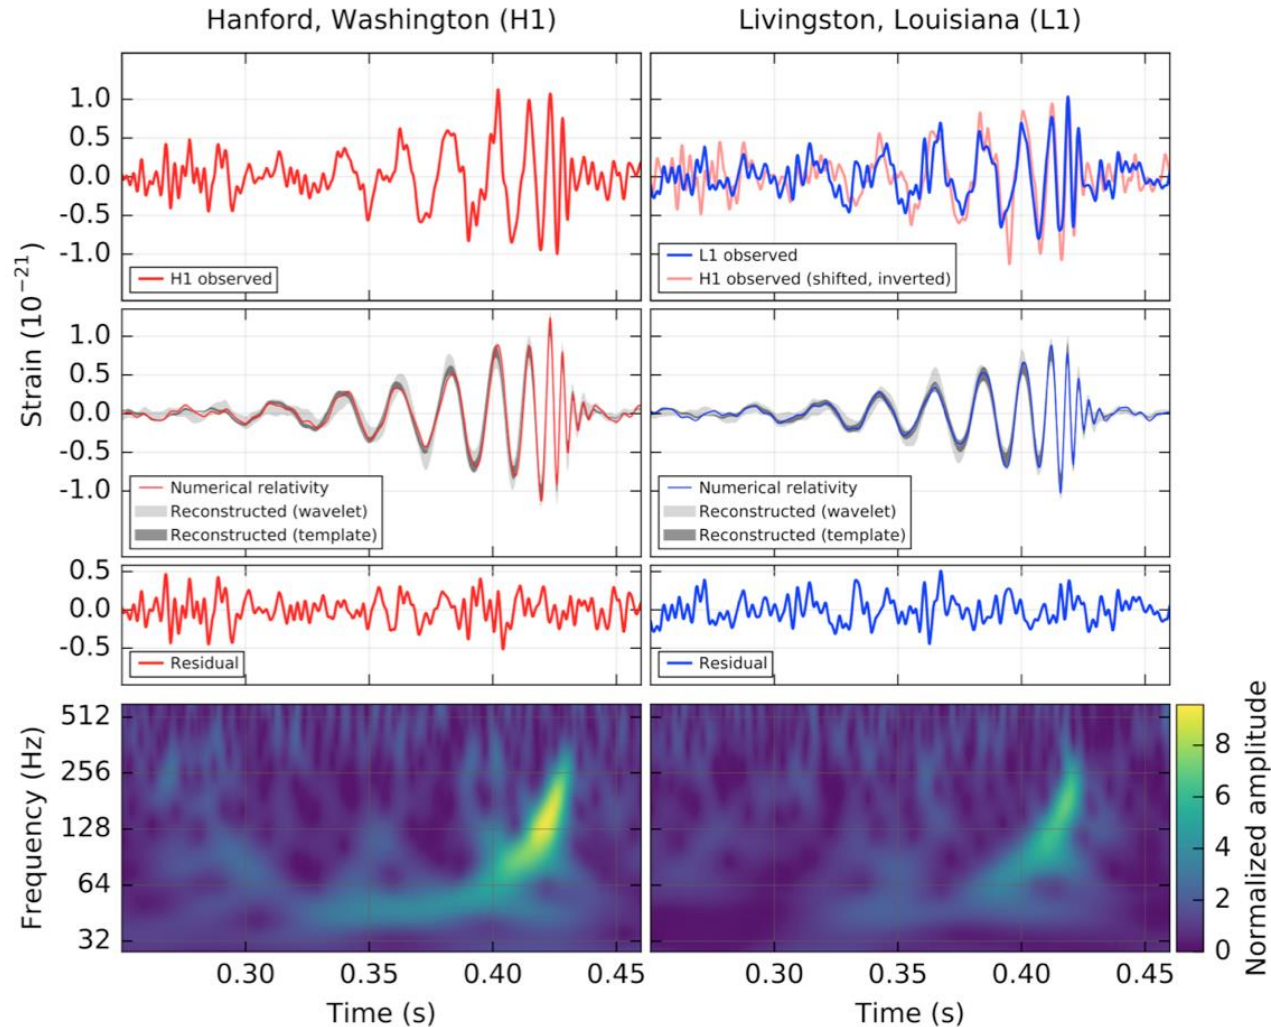 Hanford, Washington (H1)
Livingston, Louisiana (L1)
Strain (10⁻²¹)
1.0
0.5
0.0
-0.5
-1.0
H1 observed
L1 observed
H1 observed (shifted, inverted)
1.0
0.5
0.0
-0.5
-1.0
Numerical relativity
Reconstructed (wavelet)
Reconstructed (template)
Numerical relativity
Reconstructed (wavelet)
Reconstructed (template)
0.5
0.0
-0.5
Residual
Residual
Frequency (Hz)
512
256
128
64
32
0.30 0.35 0.40 0.45
Time (s)
0.30 0.35 0.40 0.45
Time (s)
8
6
4
2
0
Normalized amplitude